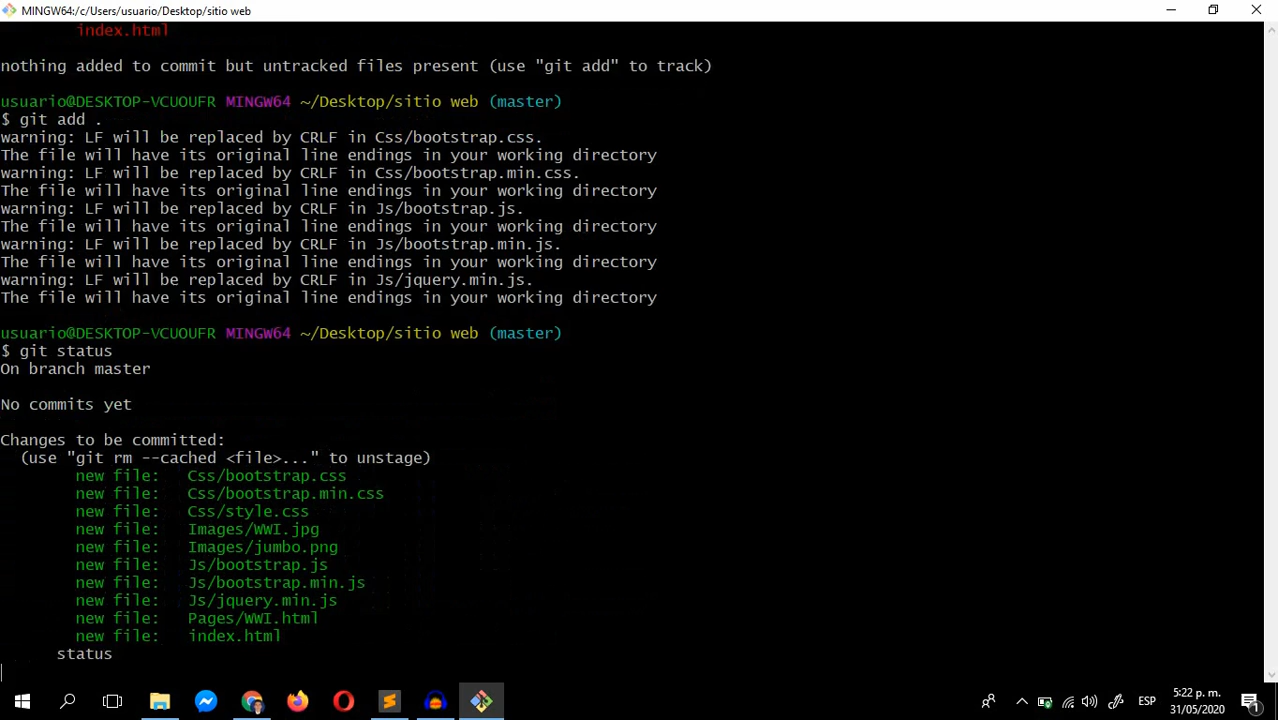 MINGW64:/c/Users/usuario/Desktop/sitio web
index.html
nothing added to commit but untracked files present (use "git add" to track)
usuario@DESKTOP-VCUOUFR MINGW64 ~/Desktop/sitio web (master)
$ git add .
warning: LF will be replaced by CRLF in Css/bootstrap.css.
The file will have its original line endings in your working directory
warning: LF will be replaced by CRLF in Css/bootstrap.min.css.
The file will have its original line endings in your working directory
warning: LF will be replaced by CRLF in Js/bootstrap.js.
The file will have its original line endings in your working directory
warning: LF will be replaced by CRLF in Js/bootstrap.min.js.
The file will have its original line endings in your working directory
warning: LF will be replaced by CRLF in Js/jquery.min.js.
The file will have its original line endings in your working directory
usuario@DESKTOP-VCUOUFR MINGW64 ~/Desktop/sitio web (master)
$ git status
On branch master
No commits yet
Changes to be committed:
(use "git rm --cached <file>..." to unstage)
new file: Css/bootstrap.css
new file: Css/bootstrap.min.css
new file: Css/style.css
new file: Images/WWI.jpg
new file: Images/jumbo.png
new file: Js/bootstrap.js
new file: Js/bootstrap.min.js
new file: Js/jquery.min.js
new file: Pages/WWI.html
new file: index.html
status
ESP
5:22 p. m.
31/05/2020
1